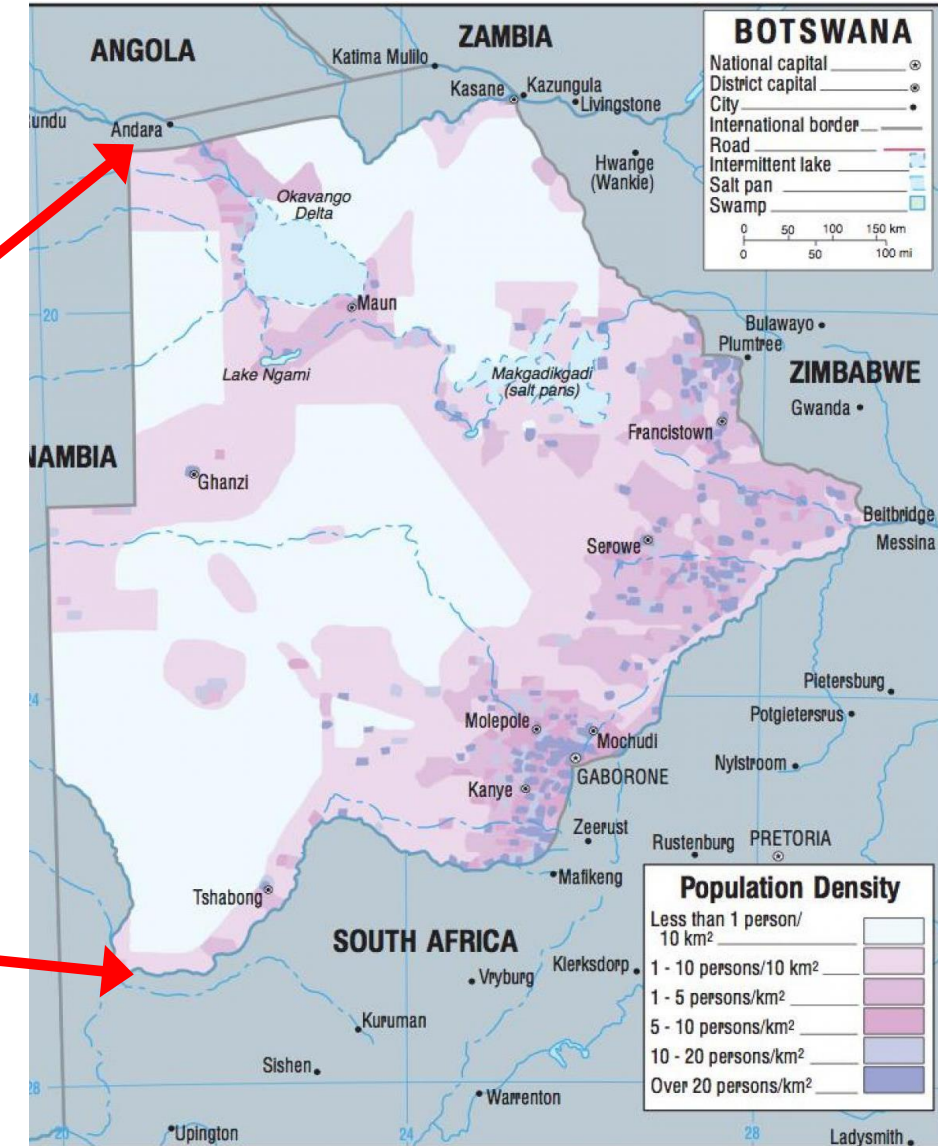 ANGOLA
ZAMBIA
Katima Mulilo
Kasane
Kazungula
Livingstone
undu
Andara
Hwange
(Wankie)
BOTSWANA
National capital
District capital
City
International border
Road
Intermittent lake
Salt pan
Swamp
0 50 100 150 km
0 50 100 mi
Okavango
Delta
20
Maun
Lake Ngami
Makgadikgadi
(salt pans)
Bulawayo
Plumtree
ZIMBABWE
Gwanda
Francistown
NAMBIA
Ghanzi
Beitbridge
Messina
Serowe
24
Pietersburg
Potgietersrus
Molepole
Mochudi
GABORONE
Nylstroom
Kanye
Zeerust
Rustenburg
PRETORIA
Mafikeng
Tshabong
SOUTH AFRICA
Vryburg
Klerksdorp
Kuruman
Sishen
28
Warrenton
20
Upington
24
28
Ladysmith
Population Density
Less than 1 person/
10 km²
1 - 10 persons/10 km²
1 - 5 persons/km²
5 - 10 persons/km²
10 - 20 persons/km²
Over 20 persons/km²